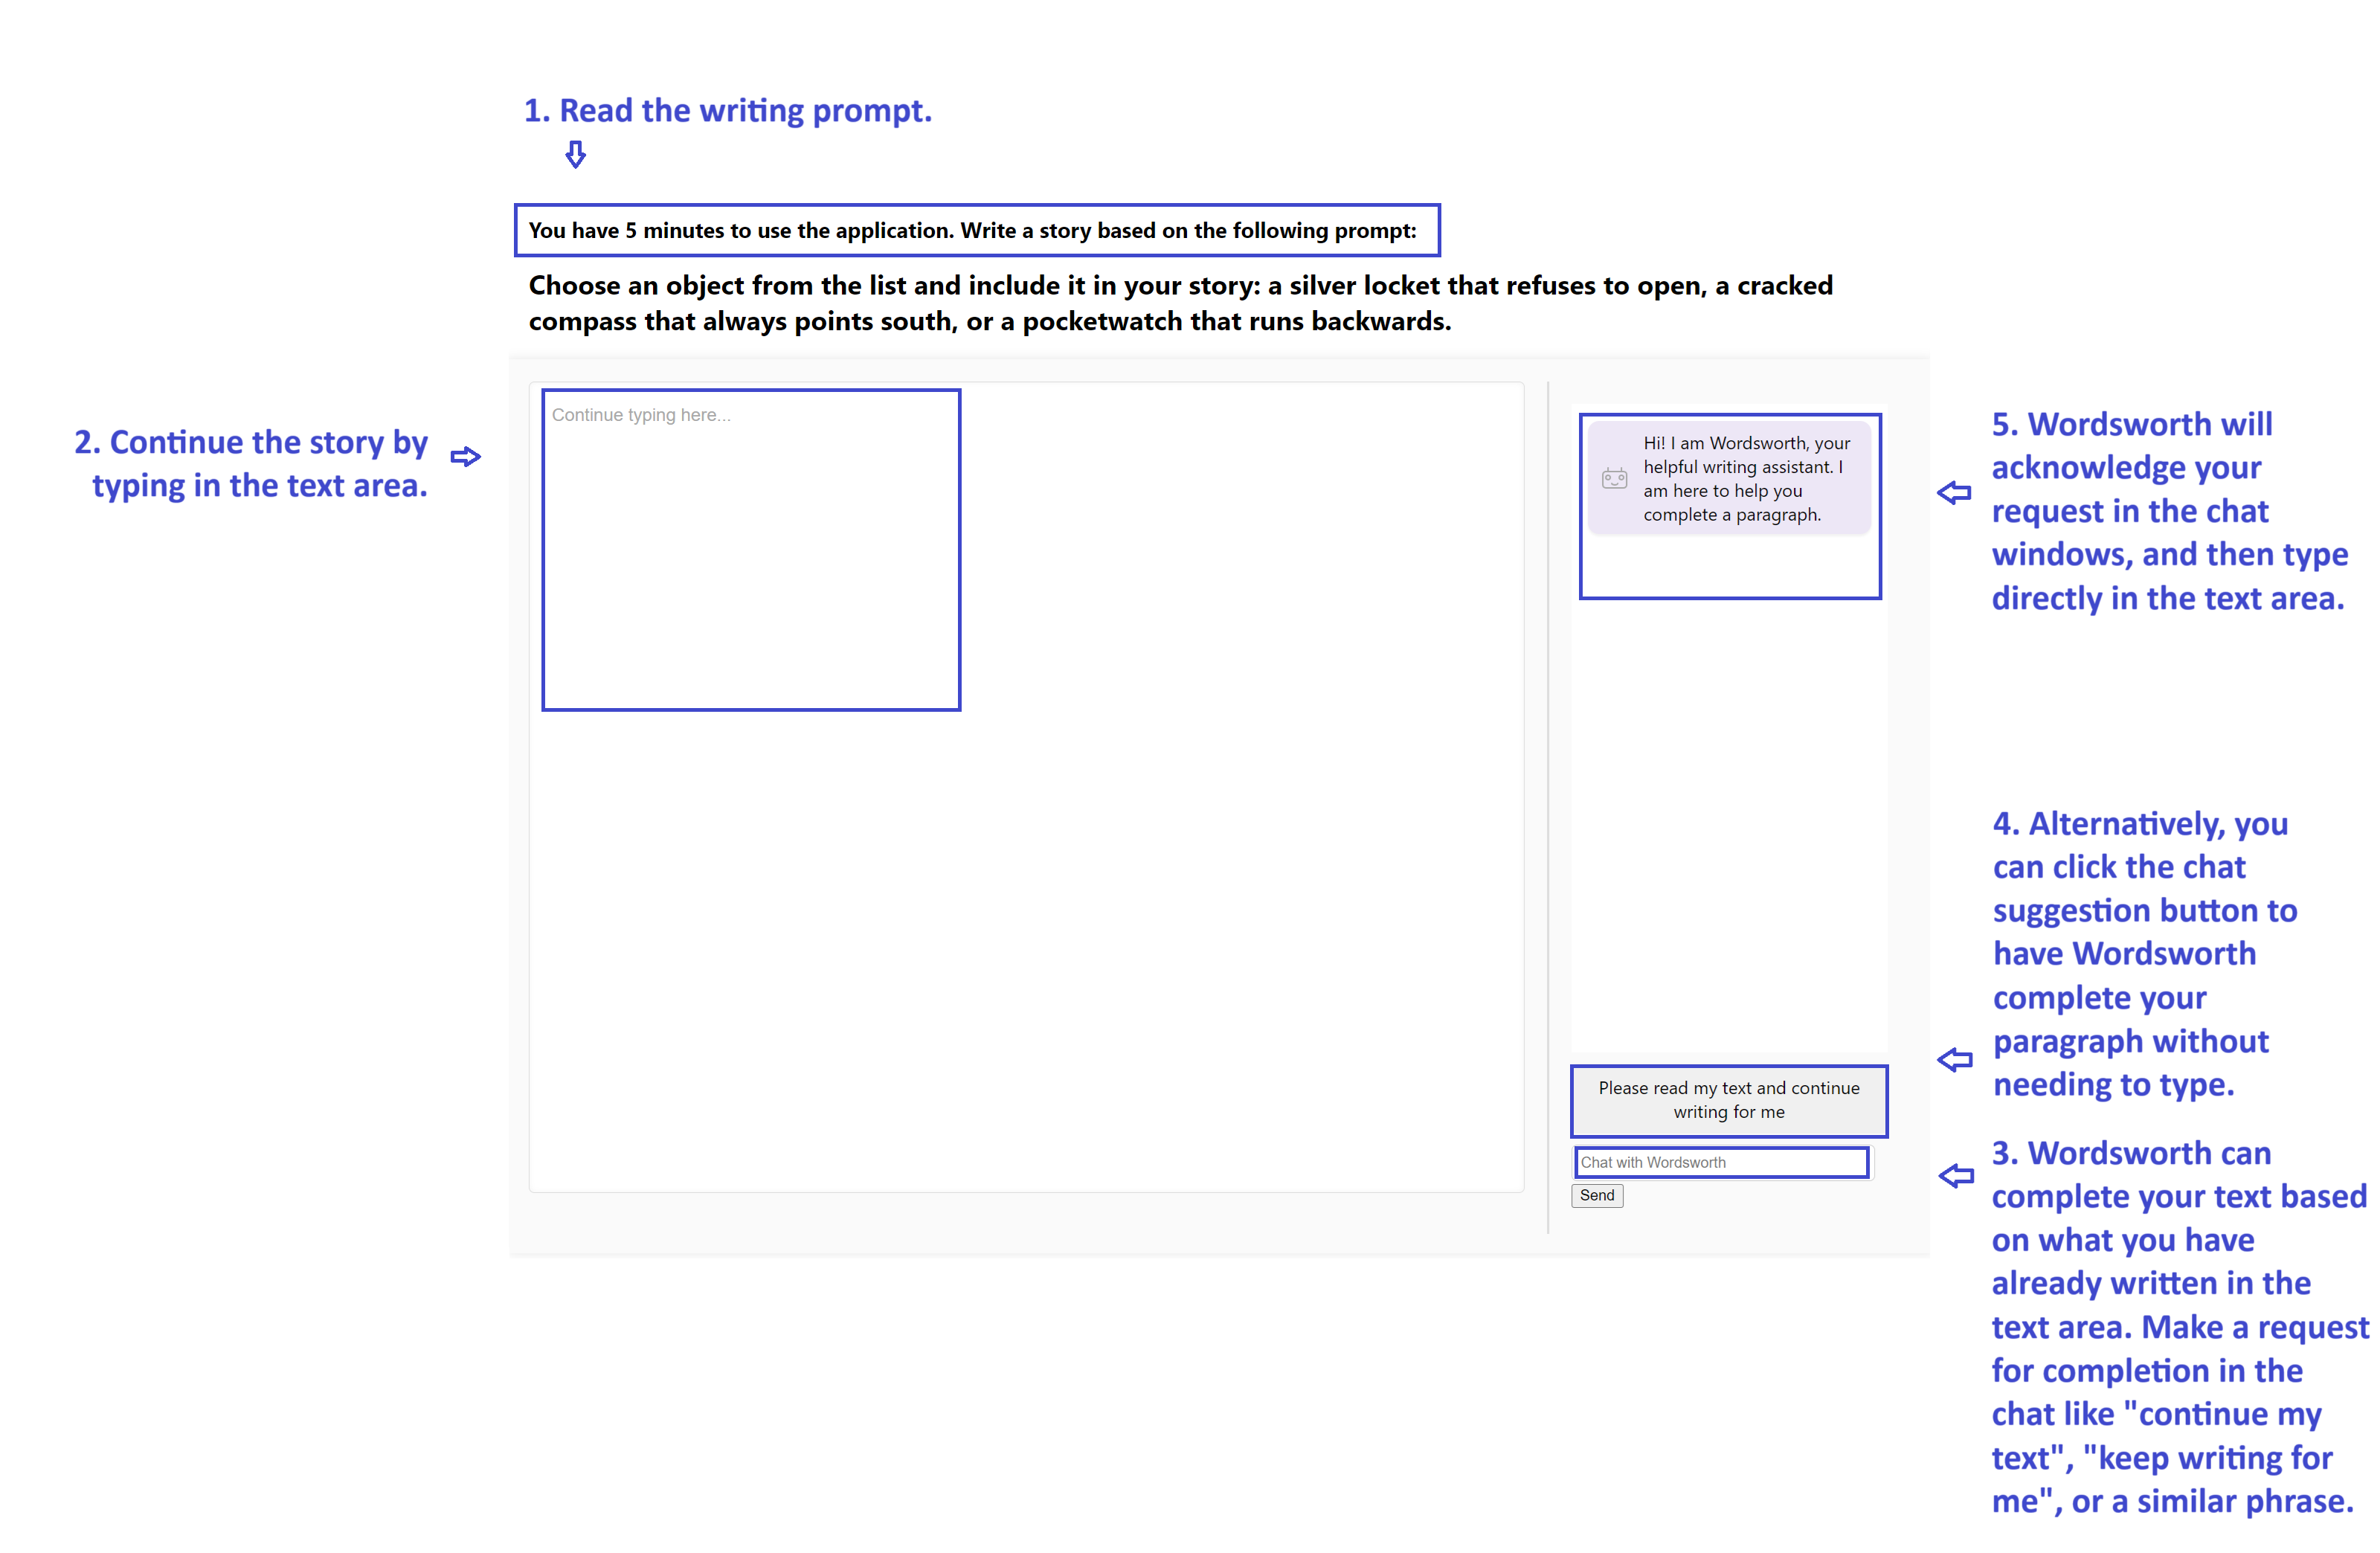 1. Read the writing prompt.
You have 5 minutes to use the application. Write a story based on the following prompt:
Choose an object from the list and include it in your story: a silver locket that refuses to open, a cracked
compass that always points south, or a pocketwatch that runs backwards.
2. Continue the story by
typing in the text area.
Continue typing here...
Hi! I am Wordsworth, your
helpful writing assistant. I
am here to help you
complete a paragraph.
5. Wordsworth will
acknowledge your
request in the chat
windows, and then type
directly in the text area.
4. Alternatively, you
can click the chat
suggestion button to
have Wordsworth
complete your
paragraph without
needing to type.
Please read my text and continue
writing for me
Chat with Wordsworth
Send
3. Wordsworth can
complete your text based
on what you have
already written in the
text area. Make a request
for completion in the
chat like "continue my
text", "keep writing for
me", or a similar phrase.